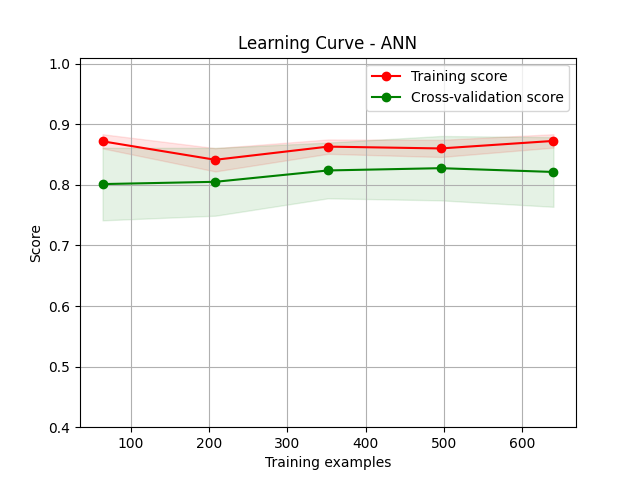 Learning Curve - ANN
Training score
Cross-validation score
1.0
0.9
0.8
0.7
0.6
0.5
0.4
Score
100 200 300 400 500 600
Training examples